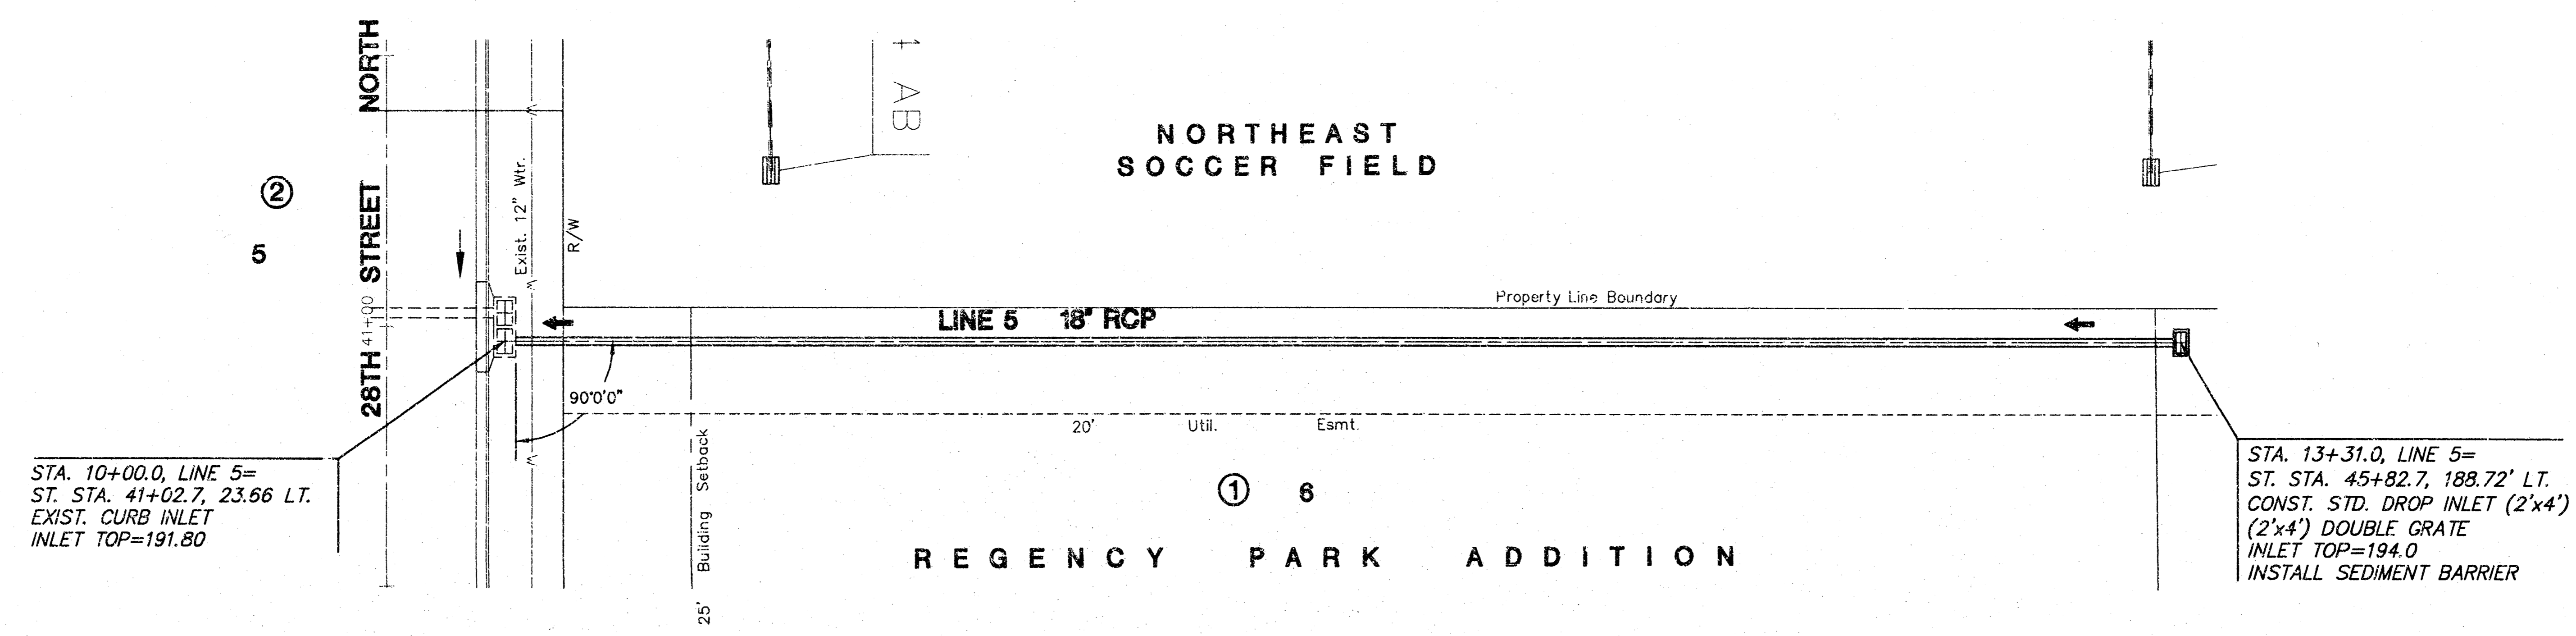 28TH STREET NORTH
41+00
2
5
Exist. 12" Wtr.
R/W
AB
NORTHEAST
SOCCER FIELD
Property Line Boundary
LINE 5 18" RCP
90°0'0"
20' Util. Esmt.
25' Building Setback
1 6
REGENCY PARK ADDITION
STA. 10+00.0, LINE 5=
ST. STA. 41+02.7, 23.66 LT.
EXIST. CURB INLET
INLET TOP=191.80
STA. 13+31.0, LINE 5=
ST. STA. 45+82.7, 188.72' LT.
CONST. STD. DROP INLET (2'x4')
(2'x4') DOUBLE GRATE
INLET TOP=194.0
INSTALL SEDIMENT BARRIER